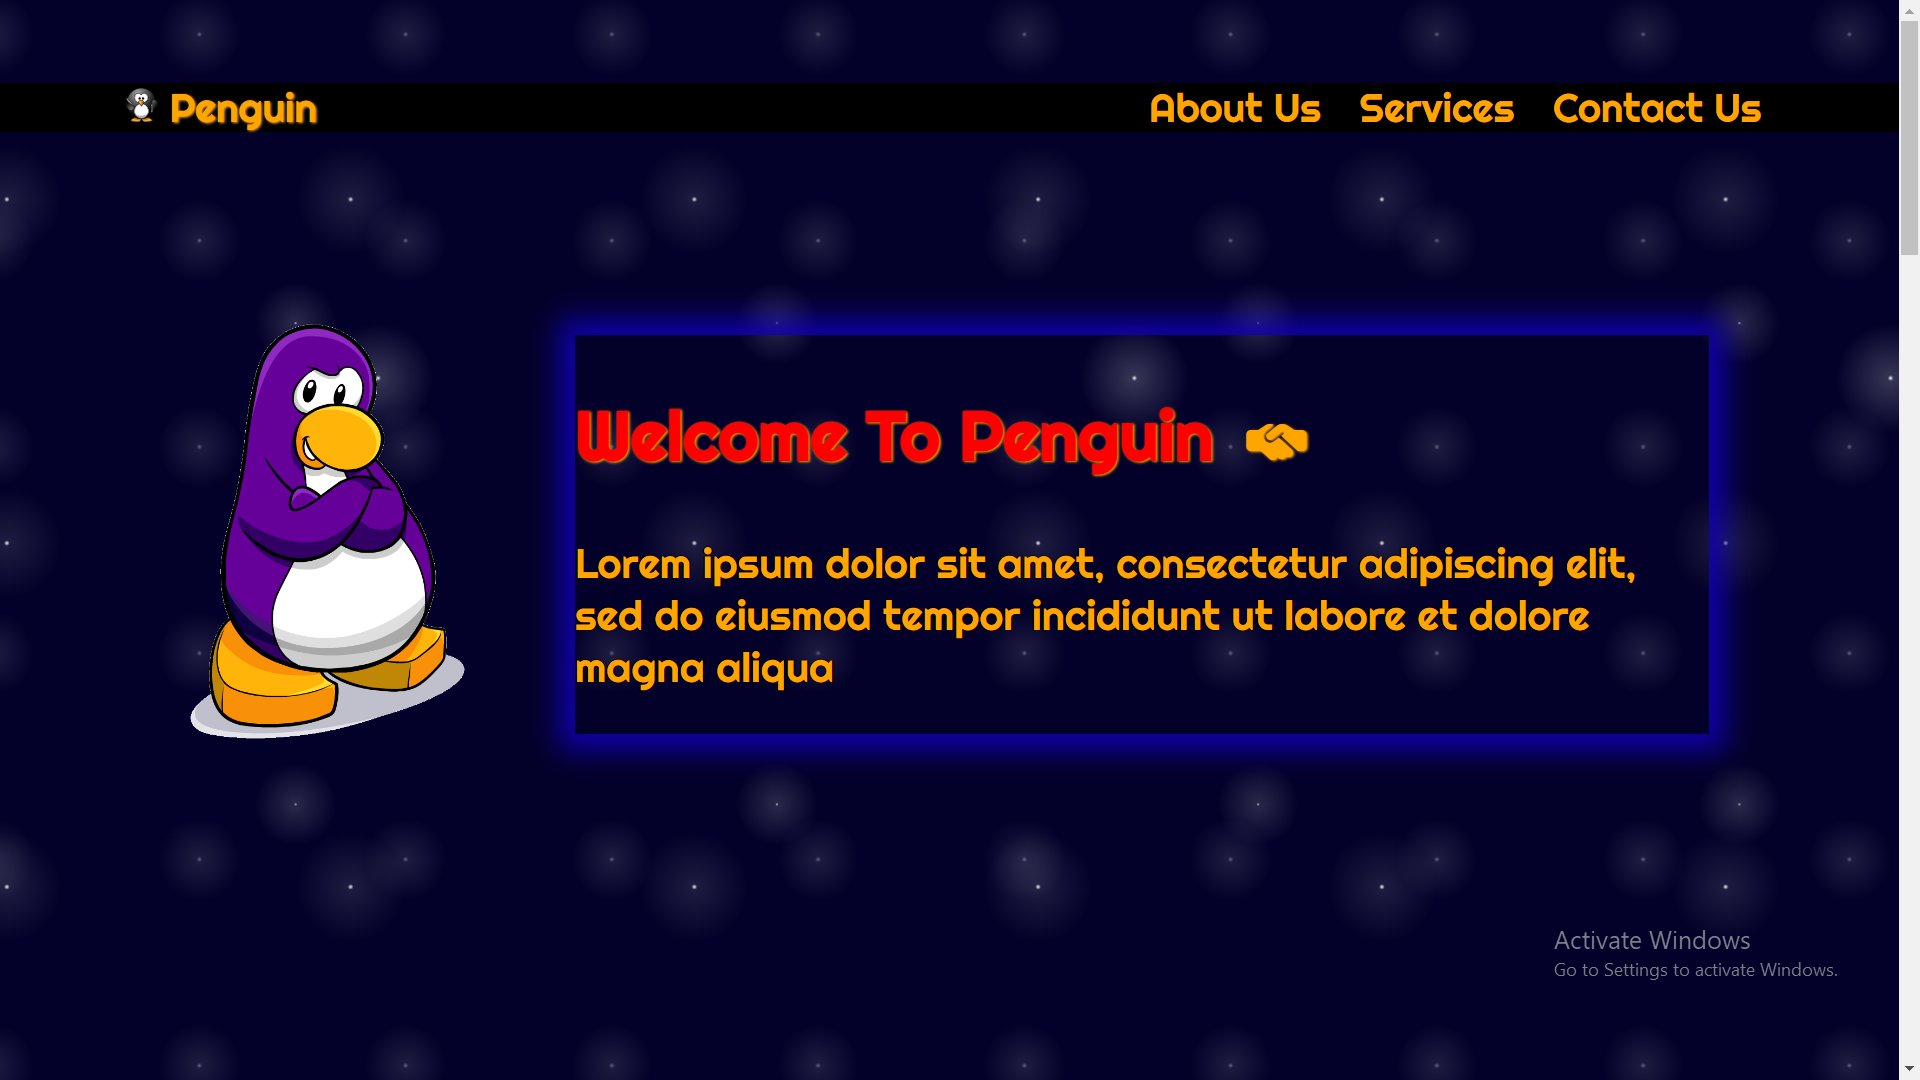 Penguin
About Us
Services
Contact Us
Welcome To Penguin
Lorem ipsum dolor sit amet, consectetur adipiscing elit,
sed do eiusmod tempor incididunt ut labore et dolore
magna aliqua
Activate Windows
Go to Settings to activate Windows.